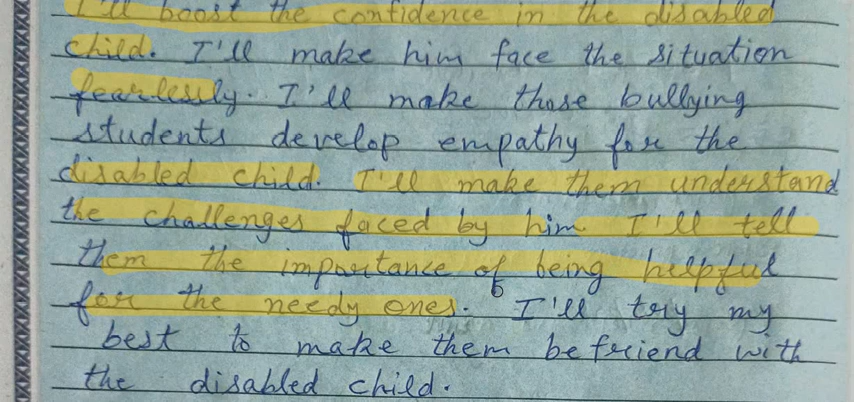 I'll boost the confidence in the disabled
child. I'll make him face the situation
fearlessly. I'll make those bullying
students develop empathy for the
disabled child. I'll make them understand
the challenges faced by him. I'll tell
them the importance of being helpful
for the needy ones. I'll try my
best to make them befriend with
the disabled child.